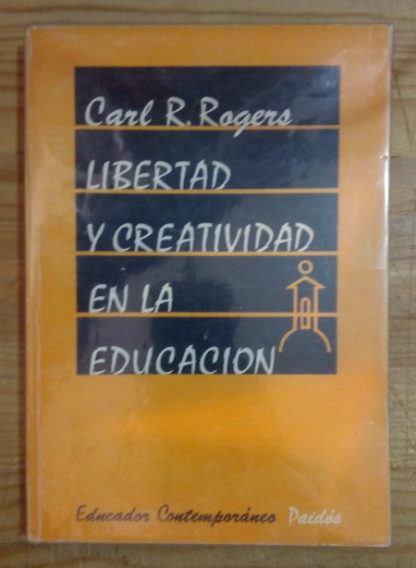 Carl R. Rogers
LIBERTAD
Y CREATIVIDAD
EN LA
EDUCACION
Educador Contemporáneo Paidós